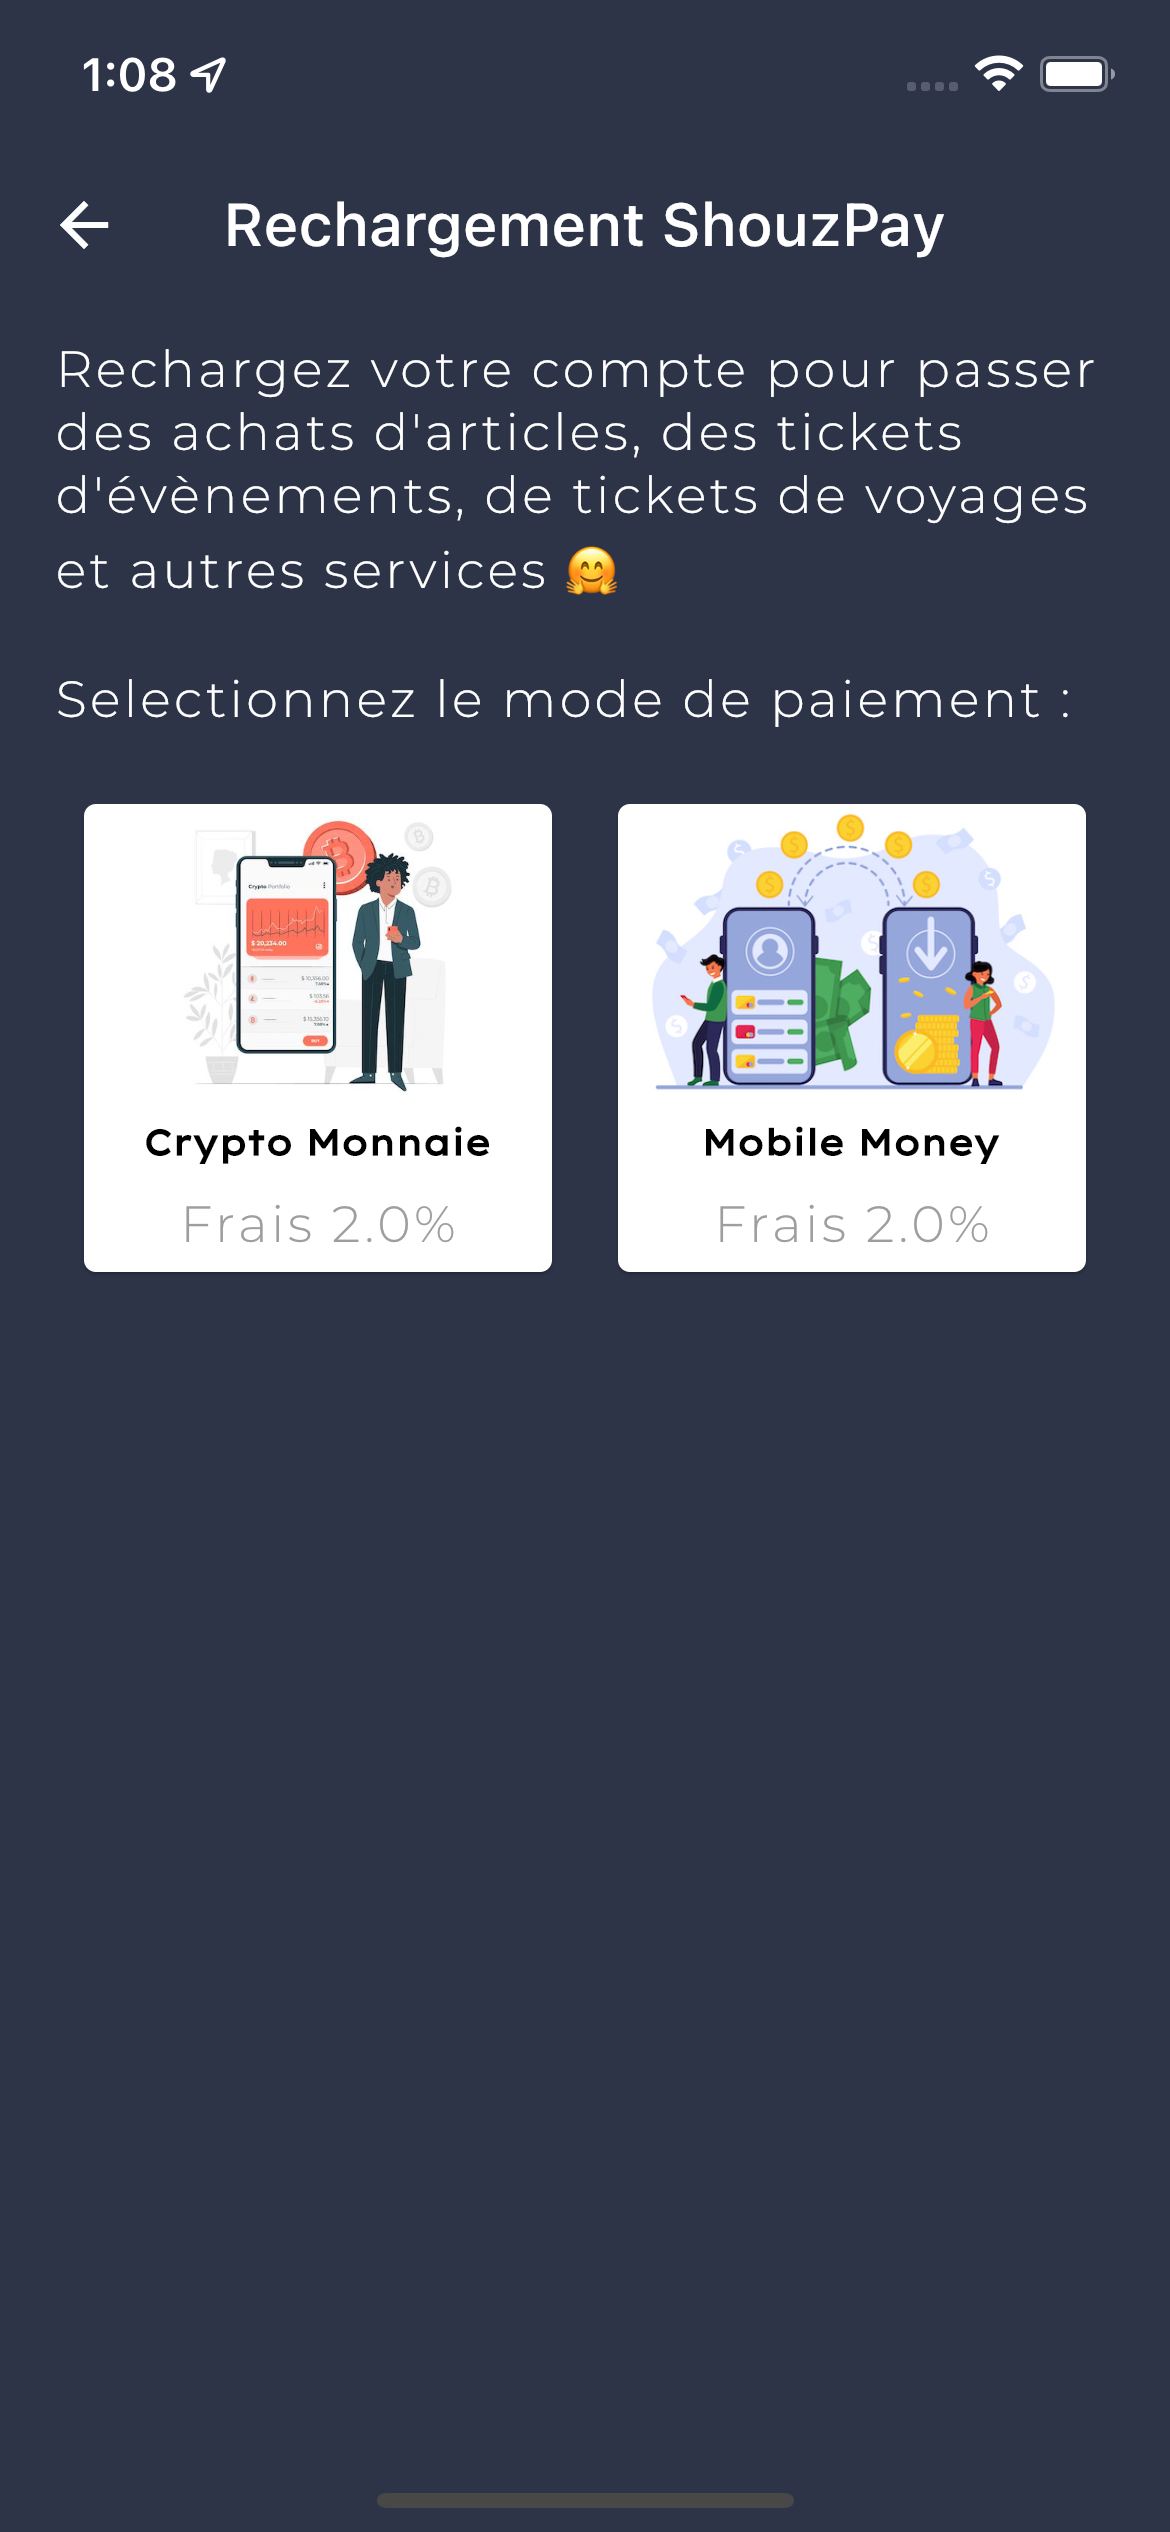 1:08
Rechargement ShouzPay
Rechargez votre compte pour passer
des achats d'articles, des tickets
d'évènements, de tickets de voyages
et autres services 🤗
Selectionnez le mode de paiement :
Crypto Portfolio
$ 20,234.00
Crypto Monnaie
Frais 2.0%
Mobile Money
Frais 2.0%